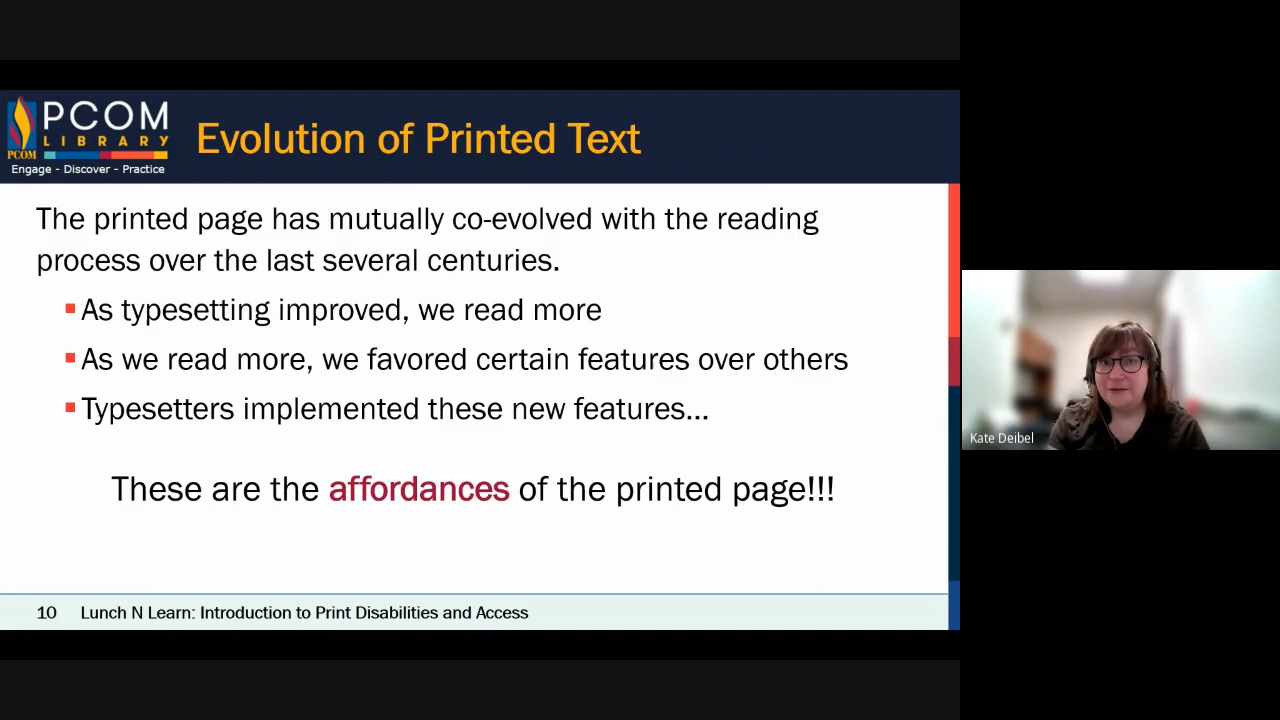 PCOM
LIBRARY
PCOM
Engage - Discover - Practice
Evolution of Printed Text
The printed page has mutually co-evolved with the reading
process over the last several centuries.
As typesetting improved, we read more
As we read more, we favored certain features over others
Typesetters implemented these new features...
These are the affordances of the printed page!!!
10 Lunch N Learn: Introduction to Print Disabilities and Access
Kate Deibel